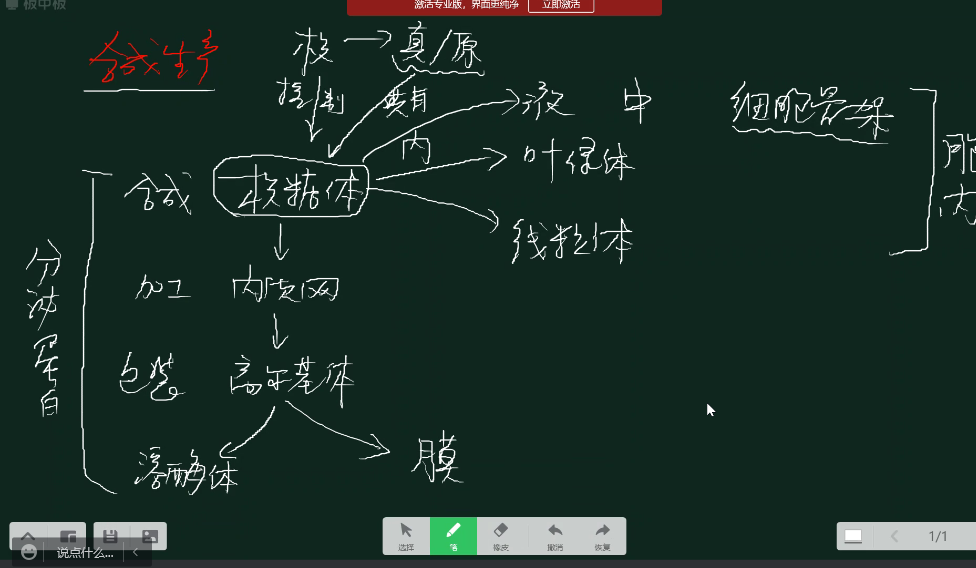 板中板
激活专业版，界面更纯净 立即激活
合成生产
核 → 真/原
控制 要有
液 中
细胞骨架
内
叶绿体
胞内
合成 核糖体
线粒体
分泌蛋白
加工 内质网
包装 高尔基体
溶酶体
膜
说点什么...
选择 笔 橡皮 撤消 恢复
1/1